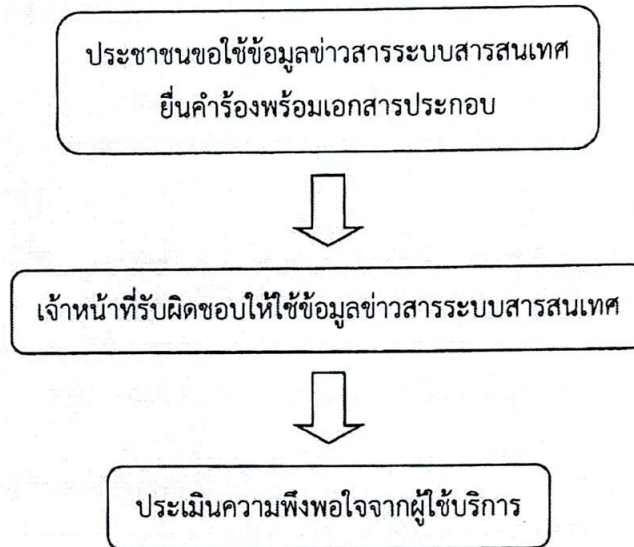 ประชาชนขอใช้ข้อมูลข่าวสารระบบสารสนเทศ
ยื่นคำร้องพร้อมเอกสารประกอบ
เจ้าหน้าที่รับผิดชอบให้ใช้ข้อมูลข่าวสารระบบสารสนเทศ
ประเมินความพึงพอใจจากผู้ใช้บริการ